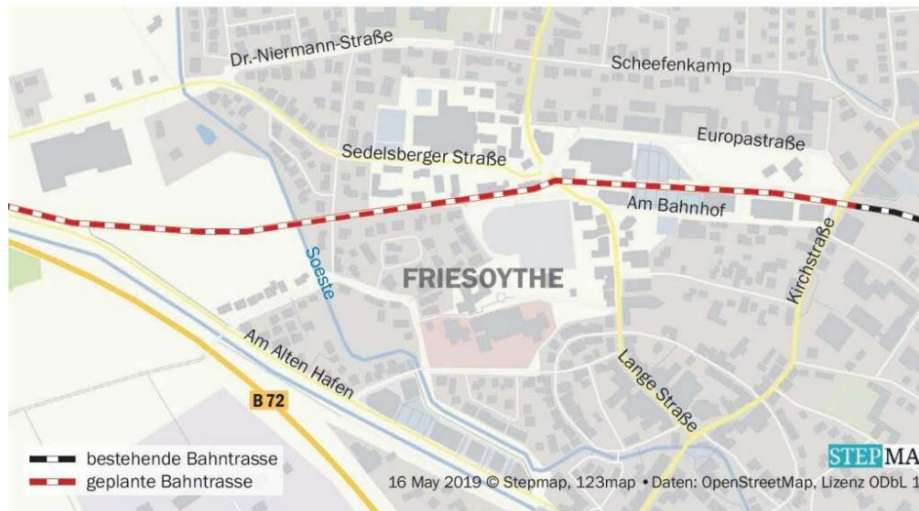 Dr.-Niermann-Straße
Scheefenkamp
Europastraße
Sedelsberger Straße
Am Bahnhof
Kirchstraße
Soeste
FRIESOYTHE
Am Alten Hafen
Lange Straße
B 72
bestehende Bahntrasse
geplante Bahntrasse
STEPMA
16 May 2019 © Stepmap, 123map • Daten: OpenStreetMap, Lizenz ODbL 1